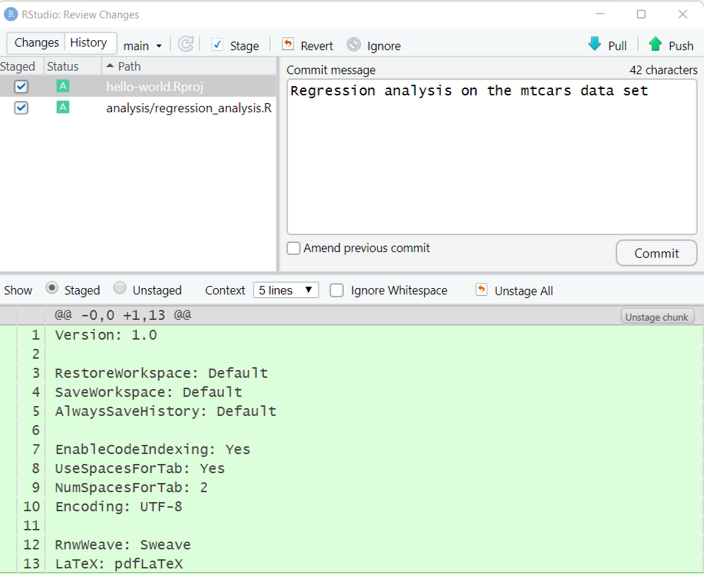 RStudio: Review Changes
Changes History main Stage Revert Ignore Pull Push
Staged Status Path
A hello-world.Rproj
A analysis/regression_analysis.R
Commit message 42 characters
Regression analysis on the mtcars data set
Amend previous commit Commit
Show Staged Unstaged Context 5 lines Ignore Whitespace Unstage All
@@ -0,0 +1,13 @@ Unstage chunk
1 Version: 1.0
2
3 RestoreWorkspace: Default
4 SaveWorkspace: Default
5 AlwaysSaveHistory: Default
6
7 EnableCodeIndexing: Yes
8 UseSpacesForTab: Yes
9 NumSpacesForTab: 2
10 Encoding: UTF-8
11
12 RnwWeave: Sweave
13 LaTeX: pdfLaTeX